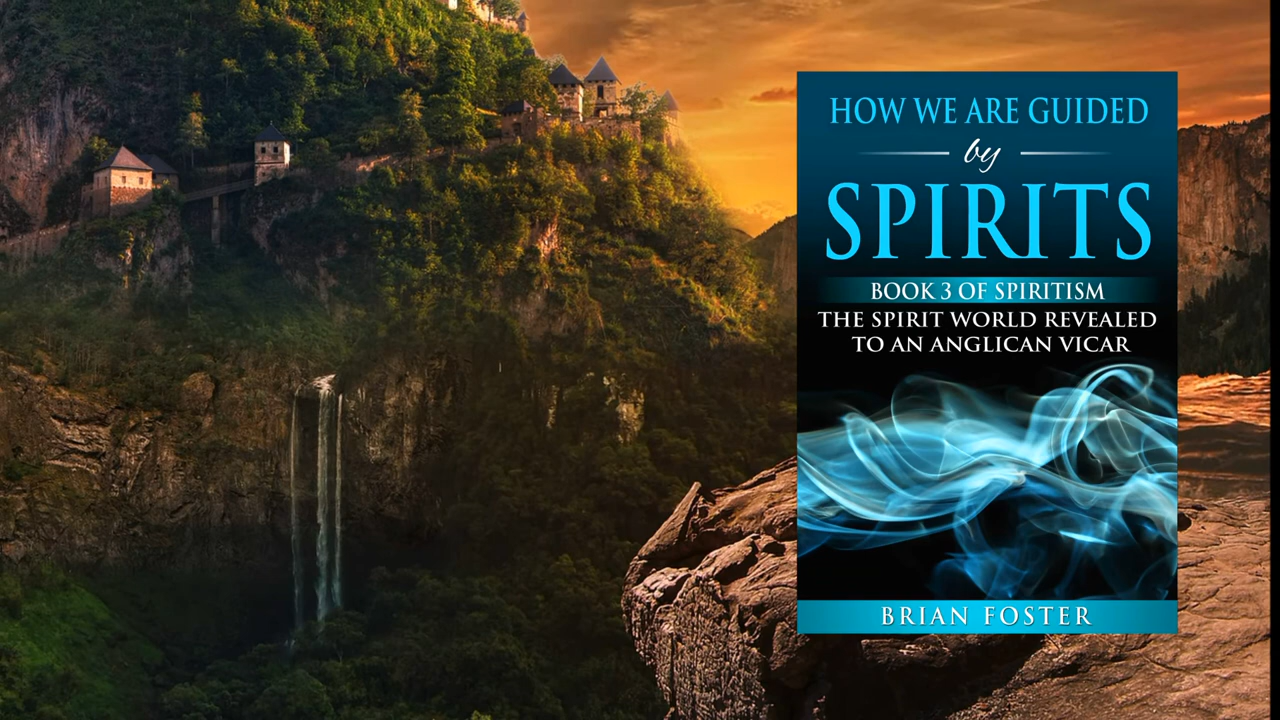 HOW WE ARE GUIDED
by
SPIRITS
BOOK 3 OF SPIRITISM
THE SPIRIT WORLD REVEALED
TO AN ANGLICAN VICAR
BRIAN FOSTER